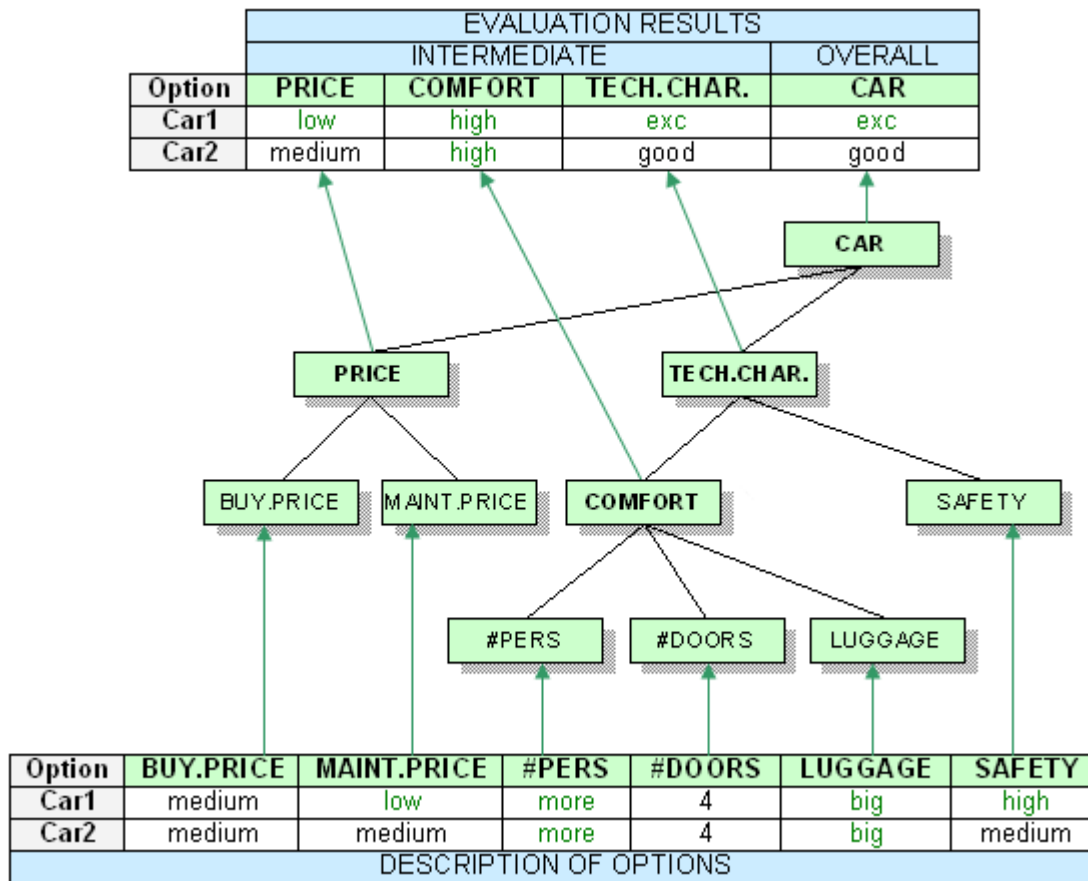 EVALUATION RESULTS
INTERMEDIATE OVERALL
Option PRICE COMFORT TECH.CHAR. CAR
Car1 low high exc exc
Car2 medium high good good
CAR
PRICE TECH.CHAR.
BUY.PRICE MAINT.PRICE COMFORT SAFETY
#PERS #DOORS LUGGAGE
Option BUY.PRICE MAINT.PRICE #PERS #DOORS LUGGAGE SAFETY
Car1 medium low more 4 big high
Car2 medium medium more 4 big medium
DESCRIPTION OF OPTIONS